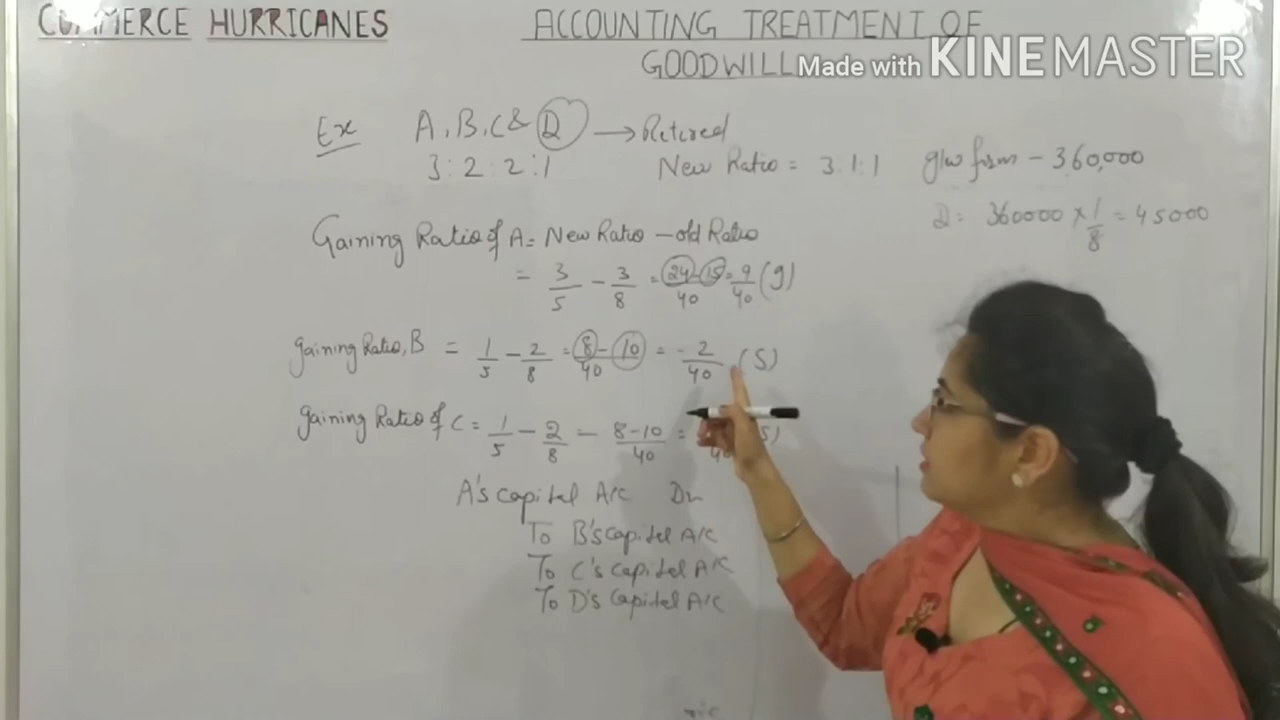 COMMERCE HURRICANES
ACCOUNTING TREATMENT OF
GOODWILL
Made with KINEMASTER
Ex A, B, C & D → Retired
3 : 2 : 2 : 1
New Ratio = 3:1:1
g/w firm - 360,000
D = 360000 × 1/8 = 45000
Gaining Ratio of A = New Ratio - old Ratio
= 3/5 - 3/8 = 24-15/40 = 9/40 (g)
Gaining Ratio, B = 1/5 - 2/8 = 8-10/40 = -2/40 (S)
Gaining Ratio of C = 1/5 - 2/8 - 8-10/40 = 40 S)
A's Capital A/C Dr
To B's Capital A/C
To C's Capital A/C
To D's Capital A/C